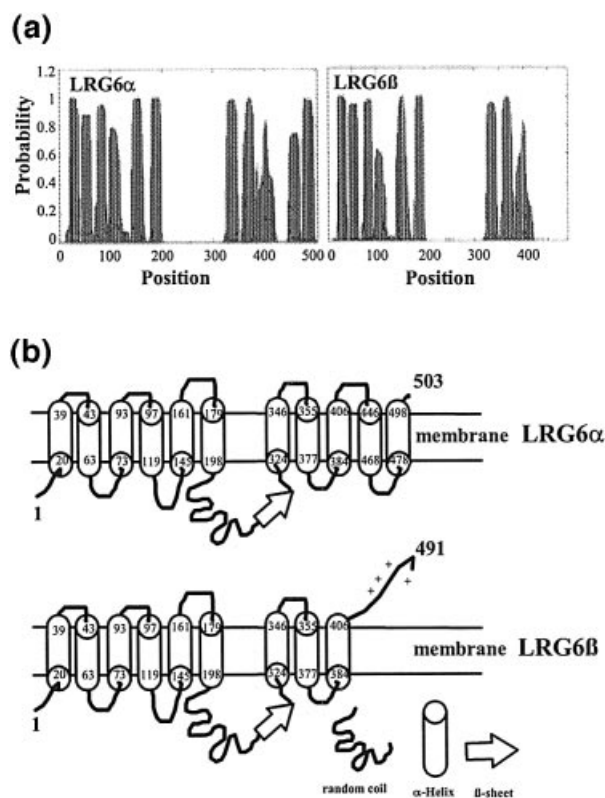 (a)
LRG6α
LRG6ß
Probability
1.2
1
0.8
0.6
0.4
0.2
0
0 100 200 300 400 500
0 100 200 300 400
Position
Position
(b)
503
39 43 93 97 161 179 346 355 406 446 498
membrane LRG6α
20 63 73 119 145 198 324 377 384 468 478
1
491
+ + + +
39 43 93 97 161 179 346 355 406
membrane LRG6ß
20 63 73 119 145 198 324 377 384
1
random coil
α-Helix
ß-sheet